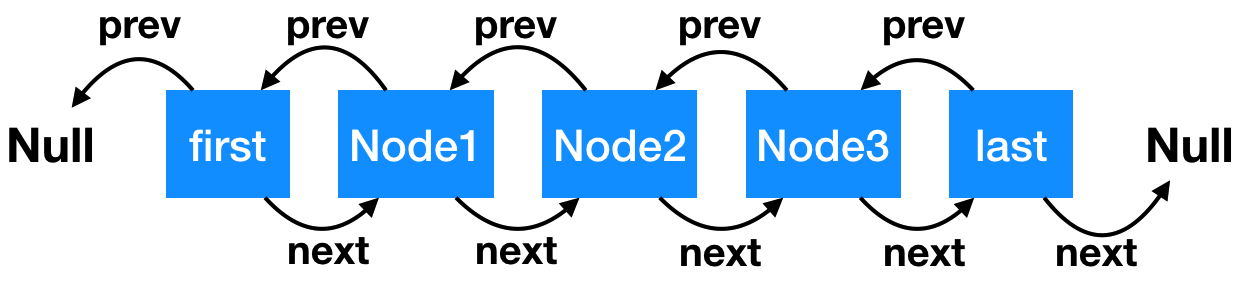 prev prev prev prev prev
Null first Node1 Node2 Node3 last Null
next next next next next